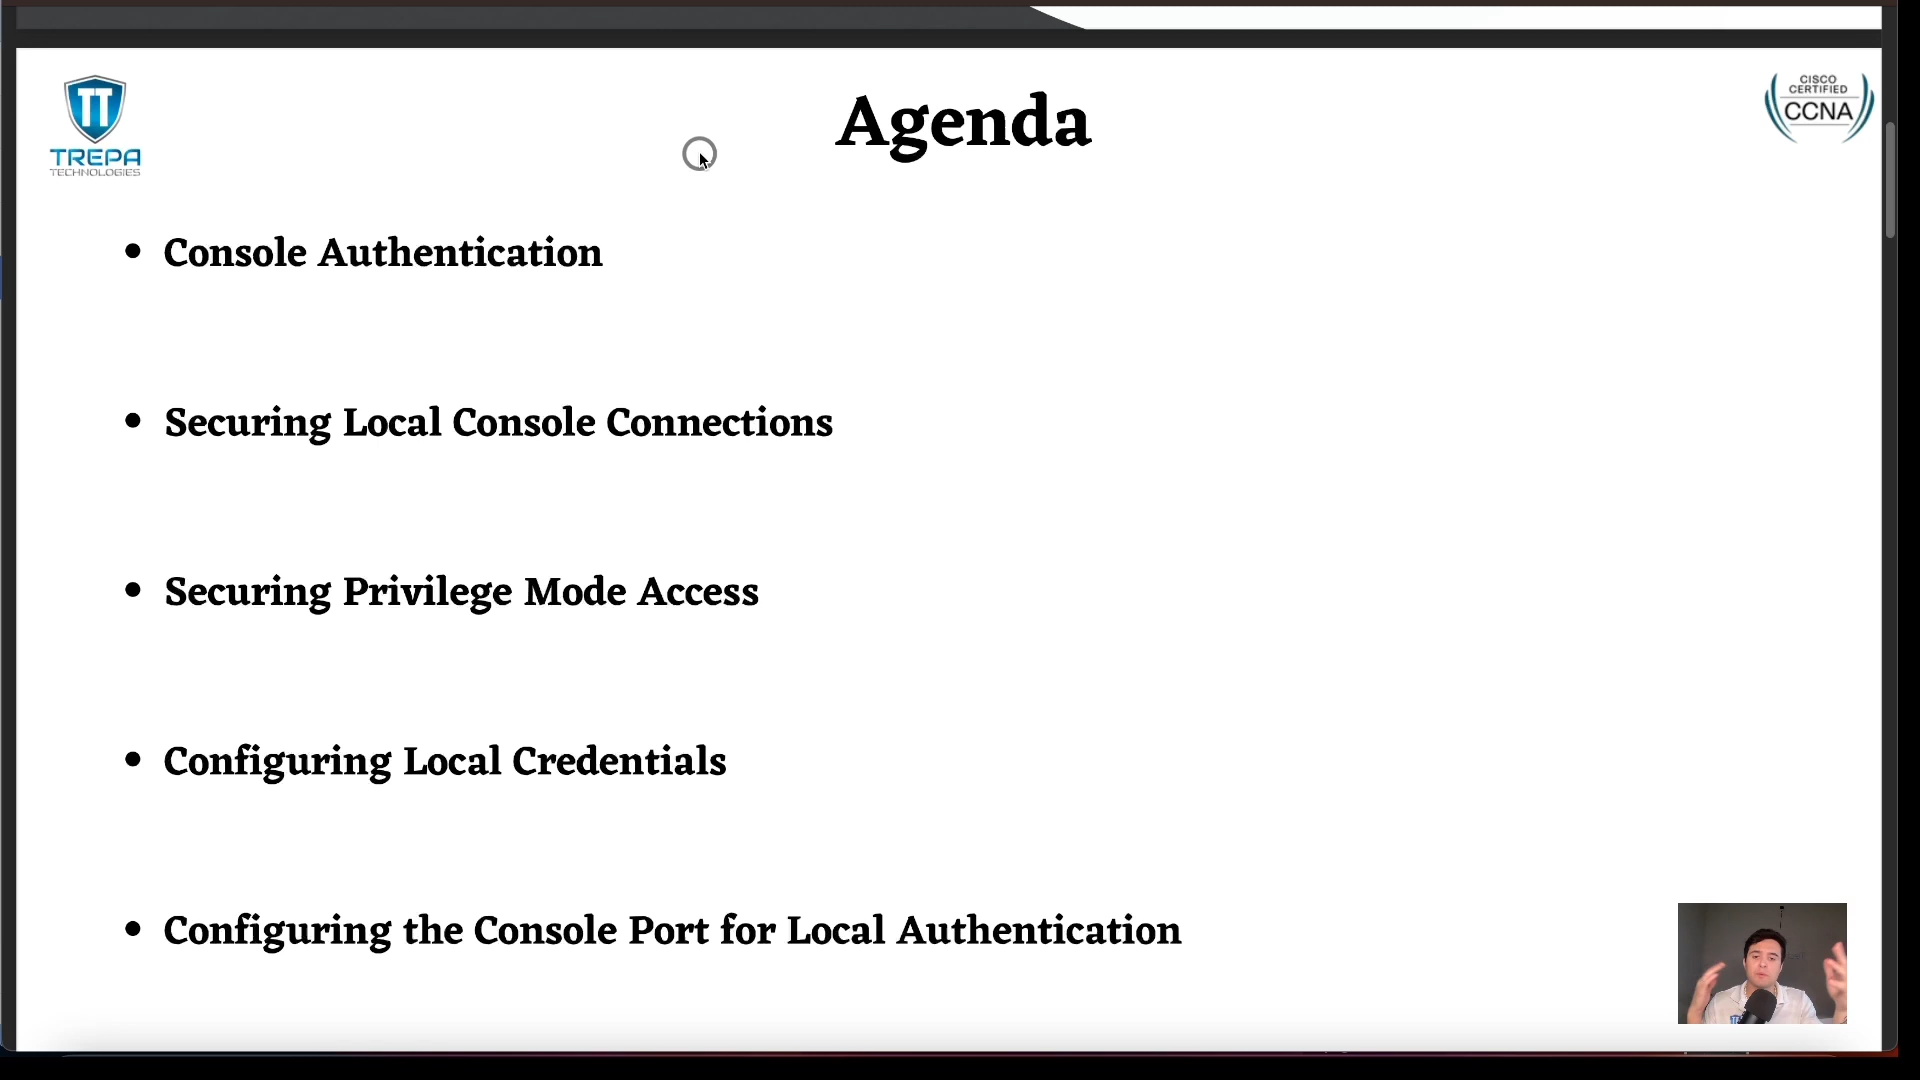 TREPA
TECHNOLOGIES
Agenda
CISCO
CERTIFIED
CCNA
• Console Authentication
• Securing Local Console Connections
• Securing Privilege Mode Access
• Configuring Local Credentials
• Configuring the Console Port for Local Authentication